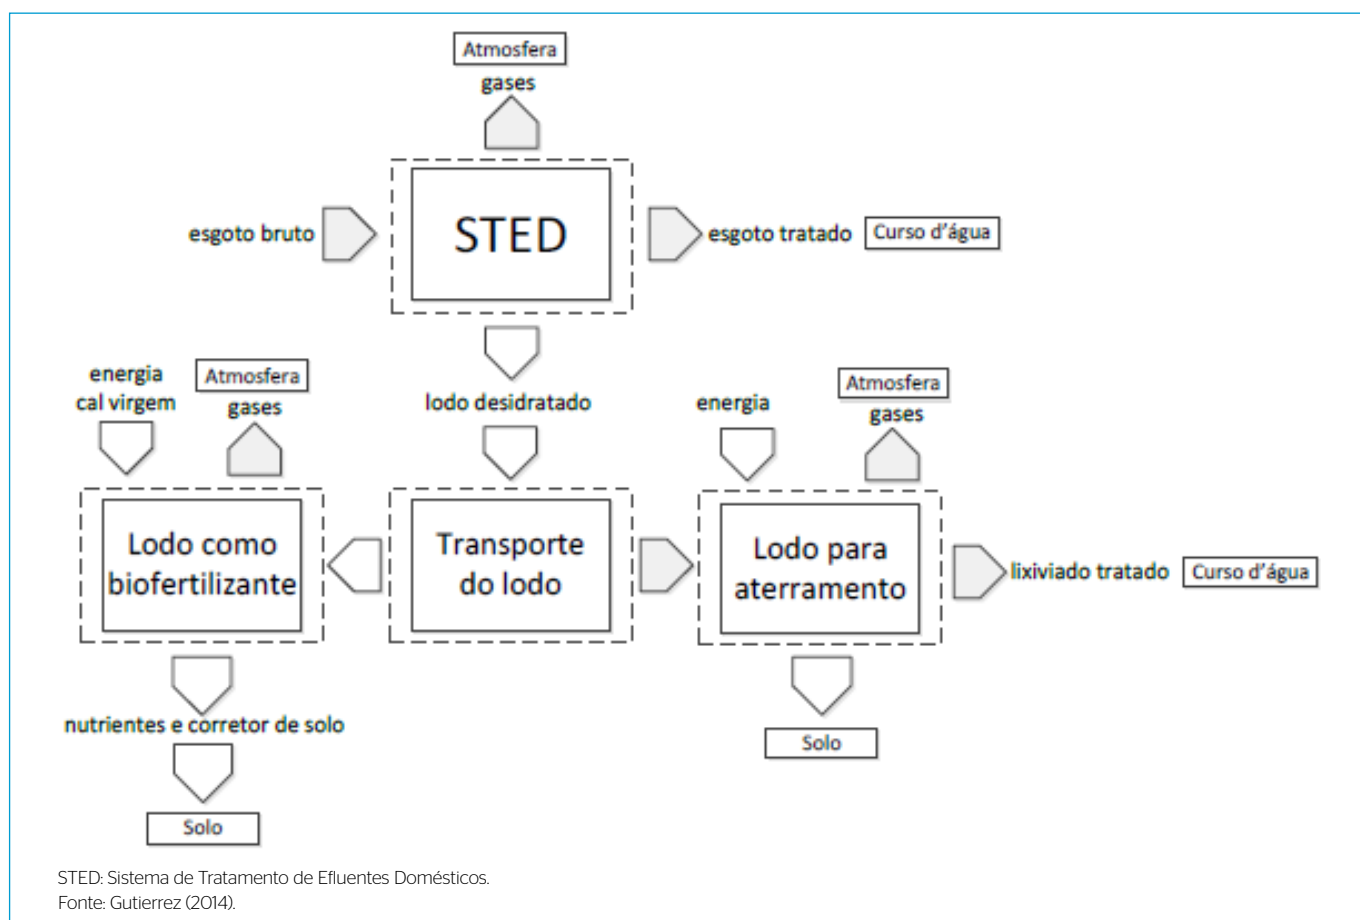 Atmosfera
gases
esgoto bruto
STED
esgoto tratado
Curso d'água
energia
cal virgem
Atmosfera
gases
lodo desidratado
energia
Atmosfera
gases
Lodo como
biofertilizante
Transporte
do lodo
Lodo para
aterramento
lixiviado tratado
Curso d'água
nutrientes e corretor de solo
Solo
Solo
STED: Sistema de Tratamento de Efluentes Domésticos.
Fonte: Gutierrez (2014).